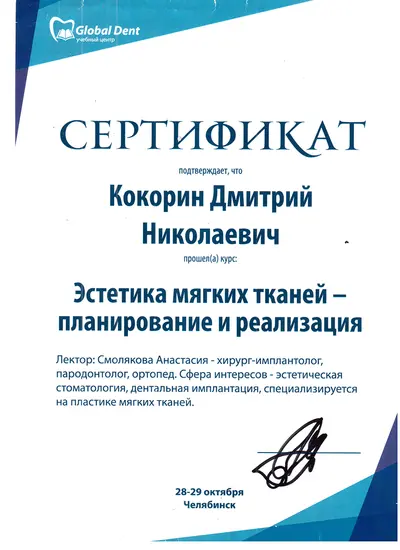 Global Dent
учебный центр
СЕРТИФИКАТ
подтверждает, что
Кокорин Дмитрий
Николаевич
прошел(а) курс:
Эстетика мягких тканей –
планирование и реализация
Лектор: Смолякова Анастасия - хирург-имплантолог,
пародонтолог, ортопед. Сфера интересов - эстетическая
стоматология, дентальная имплантация, специализируется
на пластике мягких тканей.
28-29 октября
Челябинск